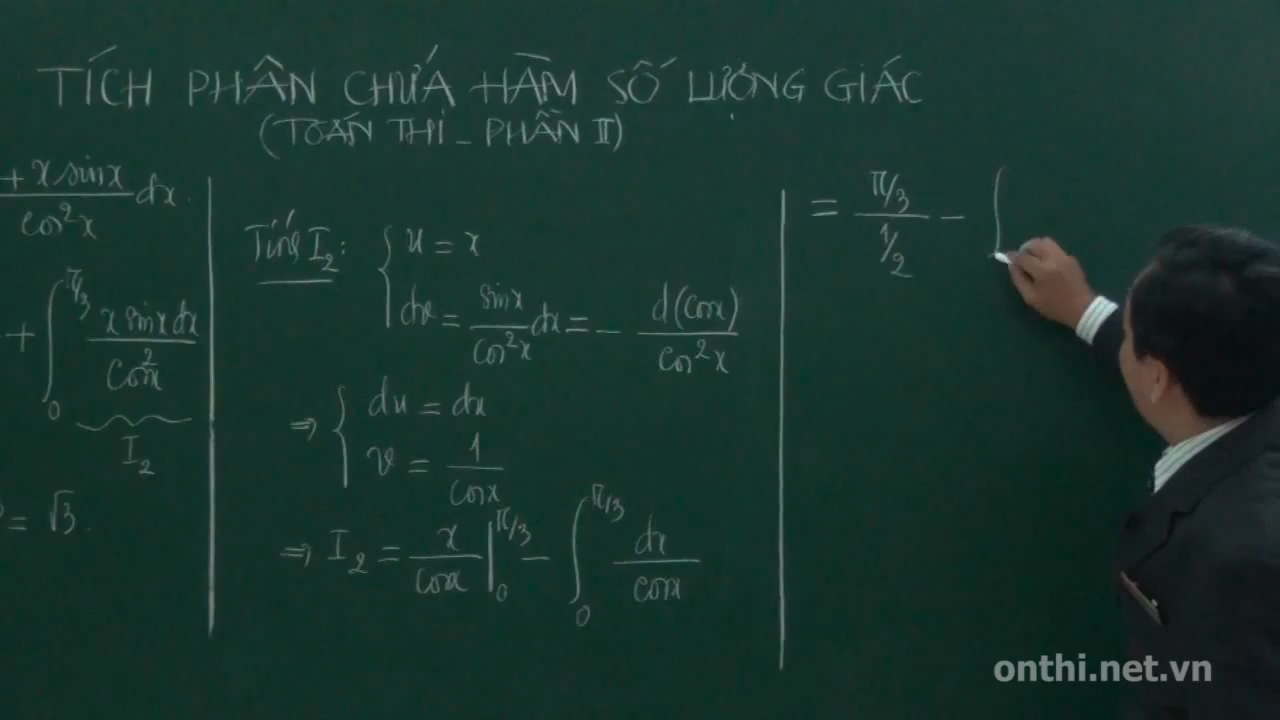 TÍCH PHÂN CHỨA HÀM SỐ LƯỢNG GIÁC
(TOÁN THI _ PHẦN II)
+ x sinx / cos²x dx.
+ ∫₀^{π/3} x sinx dx / cos²x
I₂
= √3.
Tính I₂: { u = x
dv = sinx / cos²x dx = - d(cosx) / cos²x
⇒ { du = dx
v = 1 / cosx
⇒ I₂ = x / cosx |₀^{π/3} - ∫₀^{π/3} dx / cosx
= π/3 / 1/2 -
onthi.net.vn